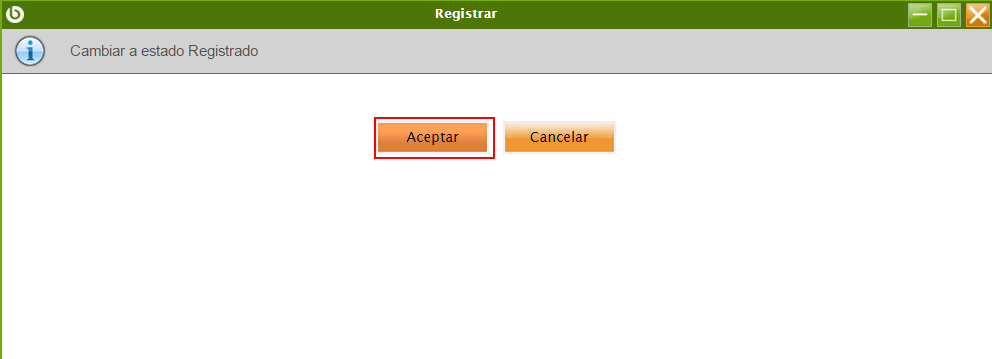 Registrar
Cambiar a estado Registrado
Aceptar Cancelar